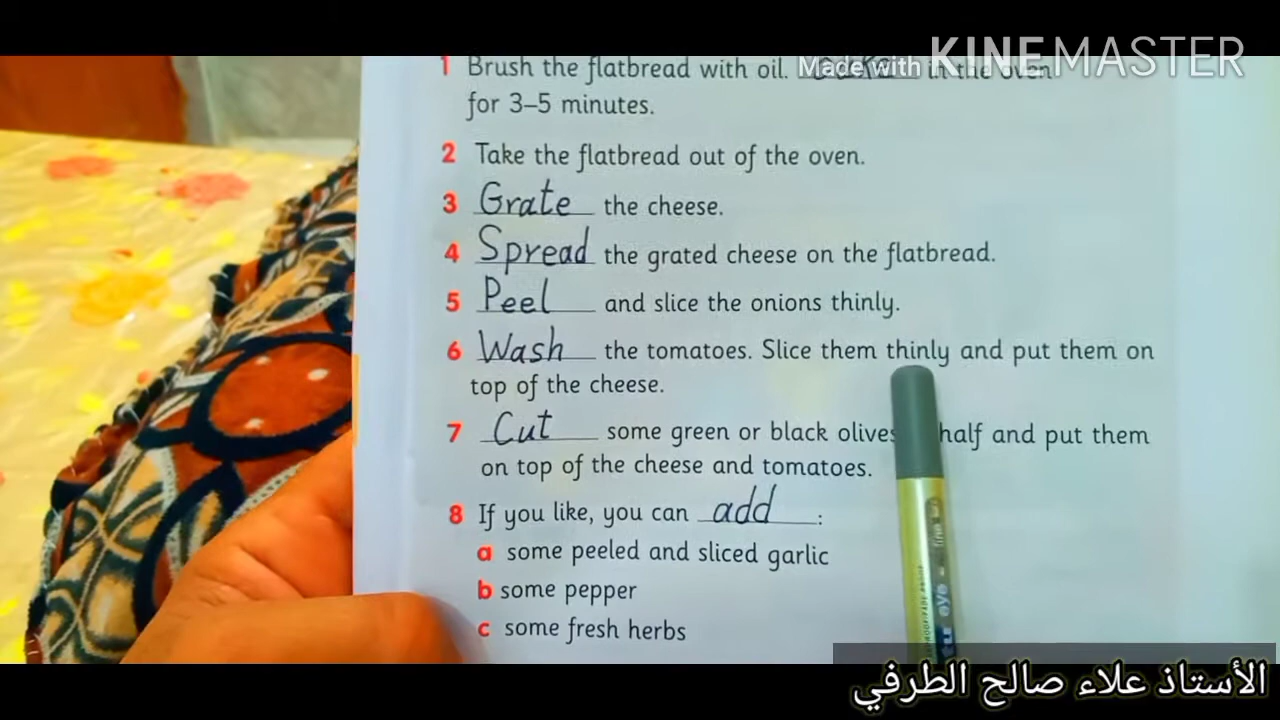 Made with KINEMASTER
1 Brush the flatbread with oil. in the oven
for 3–5 minutes.
2 Take the flatbread out of the oven.
3 Grate the cheese.
4 Spread the grated cheese on the flatbread.
5 Peel and slice the onions thinly.
6 Wash the tomatoes. Slice them thinly and put them on
top of the cheese.
7 Cut some green or black olives half and put them
on top of the cheese and tomatoes.
8 If you like, you can add :
a some peeled and sliced garlic
b some pepper
c some fresh herbs
الأستاذ علاء صالح الطرفي